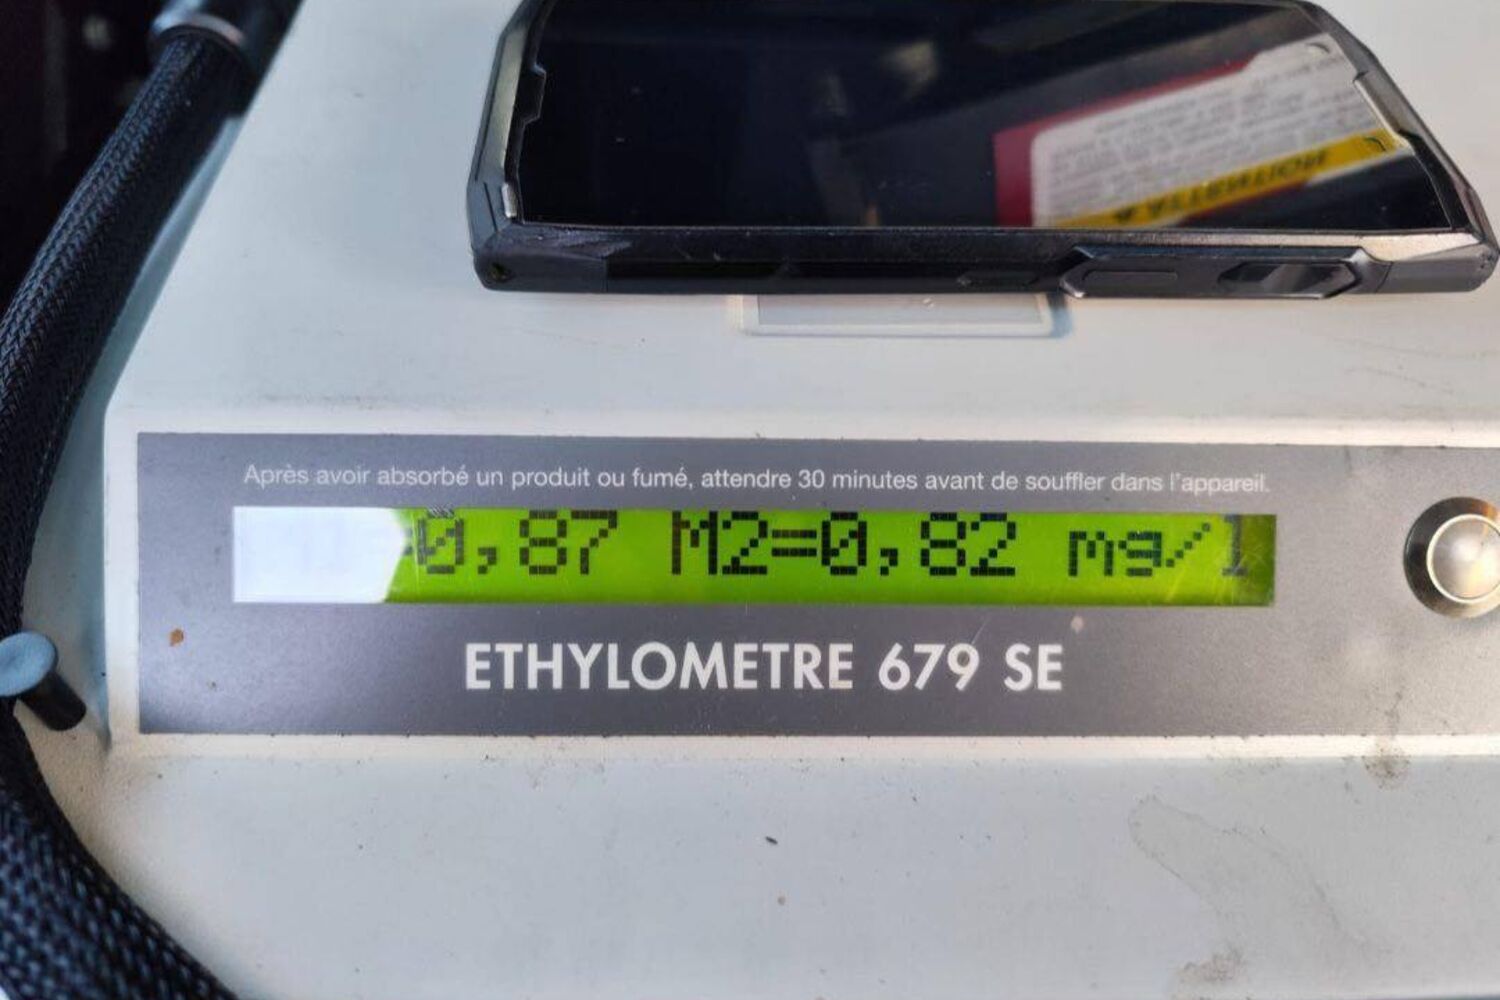 ATTENTION
Après avoir absorbé un produit ou fumé, attendre 30 minutes avant de souffler dans l'appareil.
=0,87 M2=0,82 mg/l
ETHYLOMETRE 679 SE